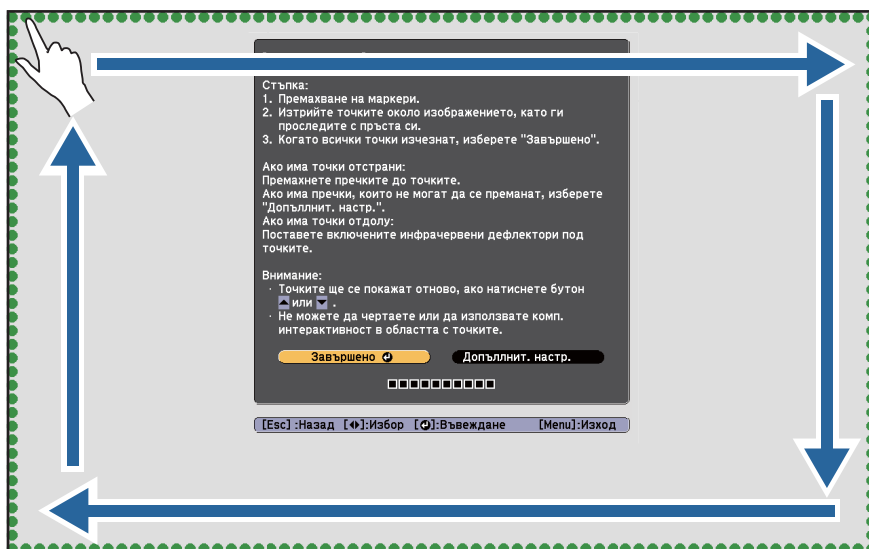 Стъпка:
1. Премахване на маркери.
2. Изтрийте точките около изображението, като ги
проследите с пръста си.
3. Когато всички точки изчезнат, изберете "Завършено".
Ако има точки отстрани:
Премахнете пречките до точките.
Ако има пречки, които не могат да се преманат, изберете
"Допъллнит. настр.".
Ако има точки отдолу:
Поставете включените инфрачервени дефлектори под
точките.
Внимание:
· Точките ще се покажат отново, ако натиснете бутон
▲ или ▼ .
· Не можете да чертаете или да използвате комп.
интерактивност в областта с точките.
Завършено Допъллнит. настр.
[Esc] :Назад [◆]:Избор [⏎]:Въвеждане [Menu]:Изход